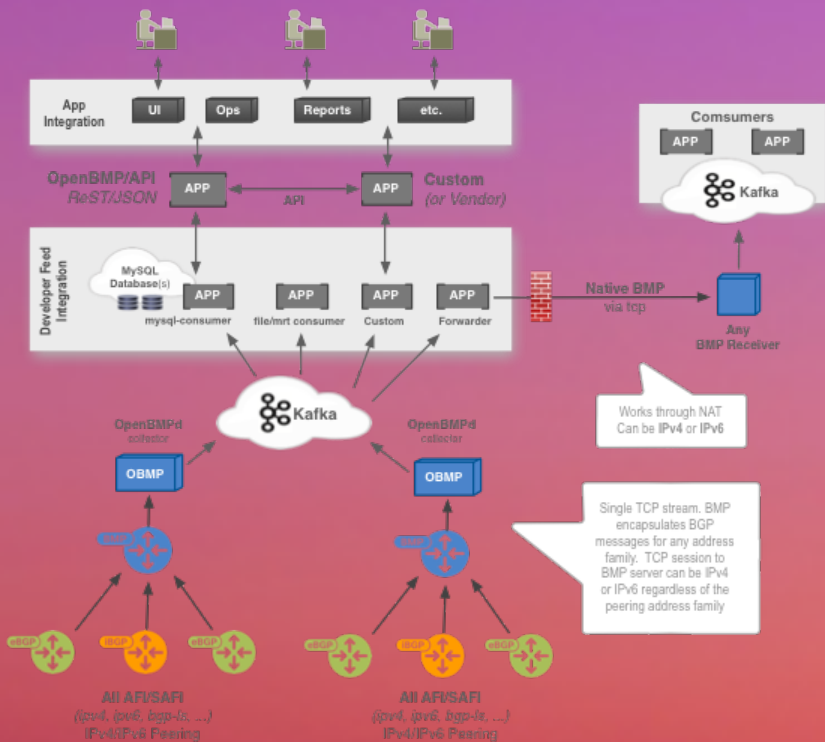 App
Integration
UI
Ops
Reports
etc.
Comsumers
APP
APP
Kafka
OpenBMP/API
ReST/JSON
APP
API
APP
Custom
(or Vendor)
Developer Feed
Integration
MySQL
Database(s)
APP
mysql-consumer
APP
file/mrt consumer
APP
Custom
APP
Forwarder
Native BMP
via tcp
Any
BMP Receiver
Kafka
Works through NAT
Can be IPv4 or IPv6
OpenBMPd
collector
OBMP
OpenBMPd
collector
OBMP
Single TCP stream. BMP
encapsulates BGP
messages for any address
family. TCP session to
BMP server can be IPv4
or IPv6 regardless of the
peering address family
eBGP
iBGP
eBGP
eBGP
iBGP
eBGP
All AFI/SAFI
(ipv4, ipv6, bgp-ls, ...)
IPv4/IPv6 Peering
All AFI/SAFI
(ipv4, ipv6, bgp-ls, ...)
IPv4/IPv6 Peering